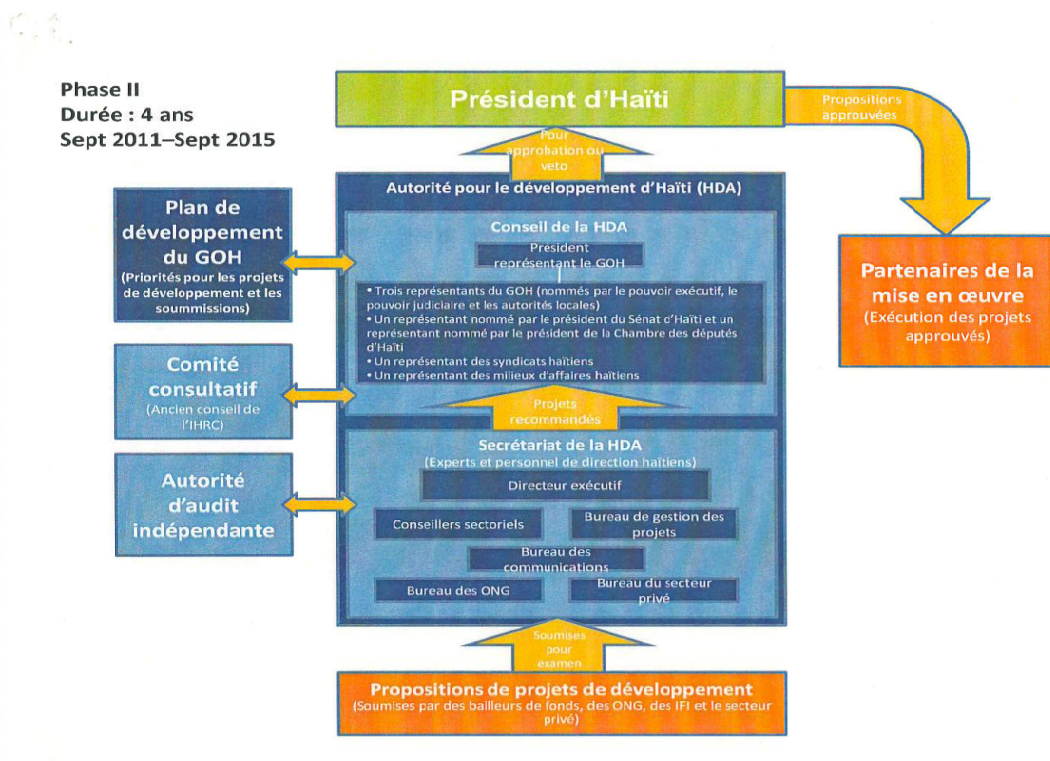 Phase II
Durée : 4 ans
Sept 2011–Sept 2015
Président d’Haïti
Propositions
approuvées
Pour
approbation ou
veto
Autorité pour le développement d’Haïti (HDA)
Plan de
développement
du GOH
(Priorités pour les projets
de développement et les
soummissions)
Conseil de la HDA
Président
représentant le GOH
• Trois représentants du GOH (nommés par le pouvoir exécutif, le
pouvoir judiciaire et les autorités locales)
• Un représentant nommé par le président du Sénat d’Haïti et un
représentant nommé par le président de la Chambre des députés
d’Haïti
• Un représentant des syndicats haïtiens
• Un représentant des milieux d’affaires haïtiens
Partenaires de la
mise en œuvre
(Exécution des projets
approuvés)
Comité
consultatif
(Ancien conseil de
l’IHRC)
Projets
recommandés
Secrétariat de la HDA
(Experts et personnel de direction haïtiens)
Directeur exécutif
Conseillers sectoriels
Bureau de gestion des
projets
Bureau des
communications
Bureau des ONG
Bureau du secteur
privé
Autorité
d’audit
indépendante
Soumises
pour
examen
Propositions de projets de développement
(Soumises par des bailleurs de fonds, des ONG, des IFI et le secteur
privé)